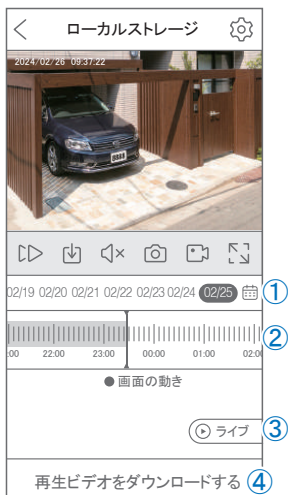 ローカルストレージ
2024/02/26 09:37:22
02/19 02/20 02/21 02/22 02/23 02/24 02/25 ①
②
:00 22:00 23:00 00:00 01:00 02:00
●画面の動き
ライブ ③
再生ビデオをダウンロードする ④